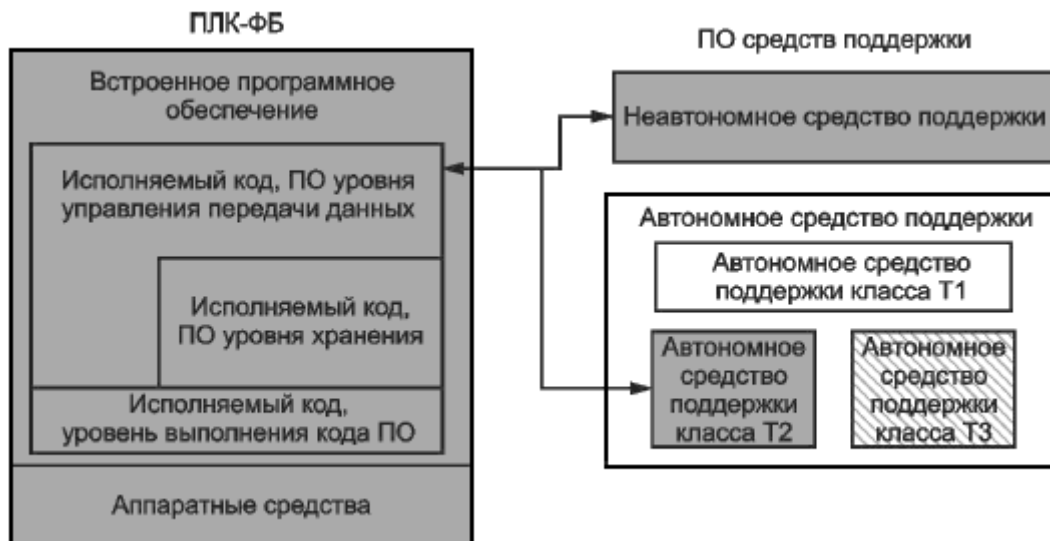 ПЛК-ФБ
Встроенное программное
обеспечение
Исполняемый код, ПО уровня
управления передачи данных
Исполняемый код,
ПО уровня хранения
Исполняемый код,
уровень выполнения кода ПО
Аппаратные средства
ПО средств поддержки
Неавтономное средство поддержки
Автономное средство поддержки
Автономное средство
поддержки класса Т1
Автономное
средство
поддержки
класса Т2
Автономное
средство
поддержки
класса Т3